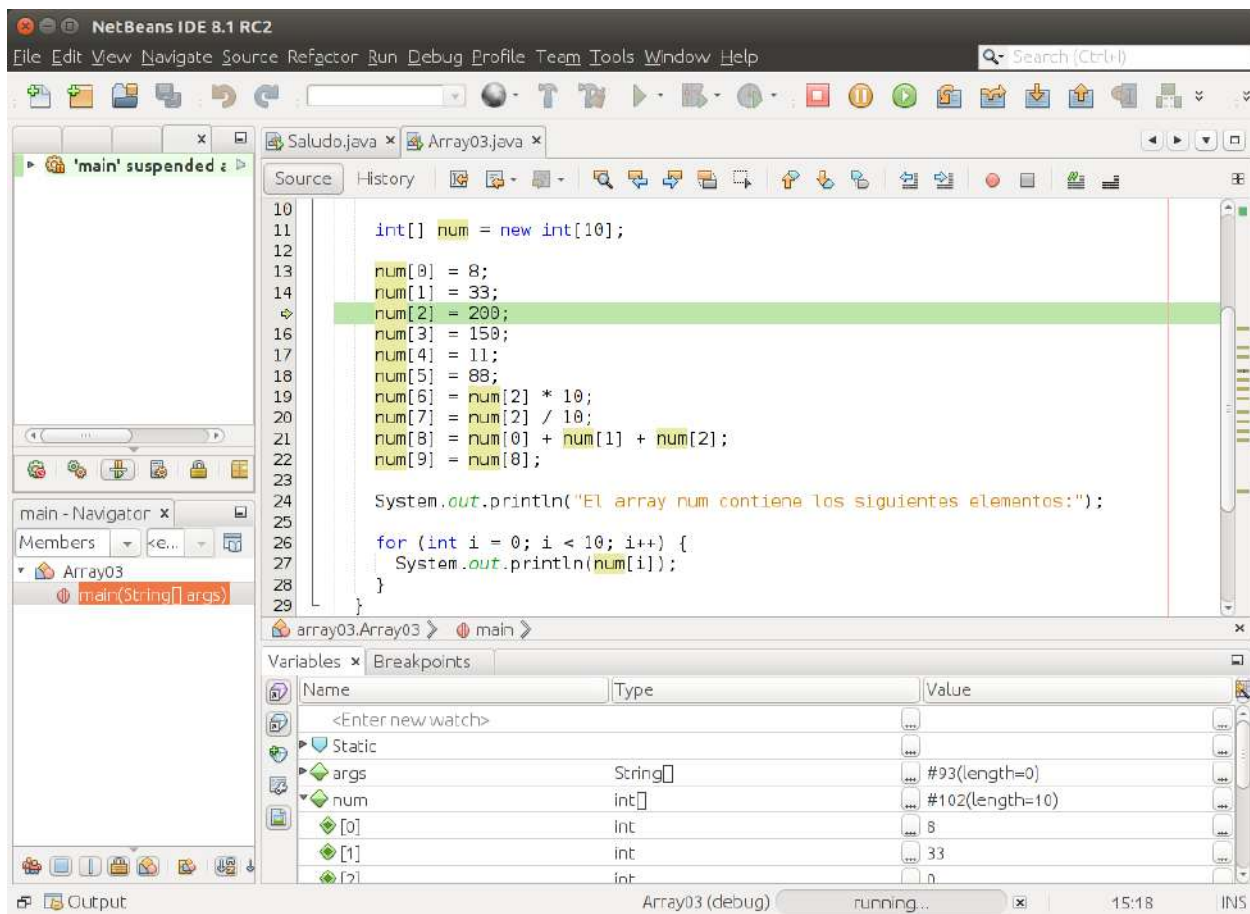 NetBeans IDE 8.1 RC2
File Edit View Navigate Source Refactor Run Debug Profile Team Tools Window Help
Search (Ctrl+I)
Saludo.java
Array03.java
'main' suspended a
Source History
10
11 int[] num = new int[10];
12
13 num[0] = 8;
14 num[1] = 33;
num[2] = 200;
16 num[3] = 150;
17 num[4] = 11;
18 num[5] = 88;
19 num[6] = num[2] * 10;
20 num[7] = num[2] / 10;
21 num[8] = num[0] + num[1] + num[2];
22 num[9] = num[8];
23
24 System.out.println("El array num contiene los siguientes elementos:");
25
26 for (int i = 0; i < 10; i++) {
27 System.out.println(num[i]);
28 }
29 }
main - Navigator
Members <e...
Array03
main(String[] args)
array03.Array03 main
Variables Breakpoints
Name Type Value
<Enter new watch>
Static
args String[] #93(length=0)
num int[] #102(length=10)
[0] int 8
[1] int 33
[2] int 0
Output Array03 (debug) running... 15:18 INS